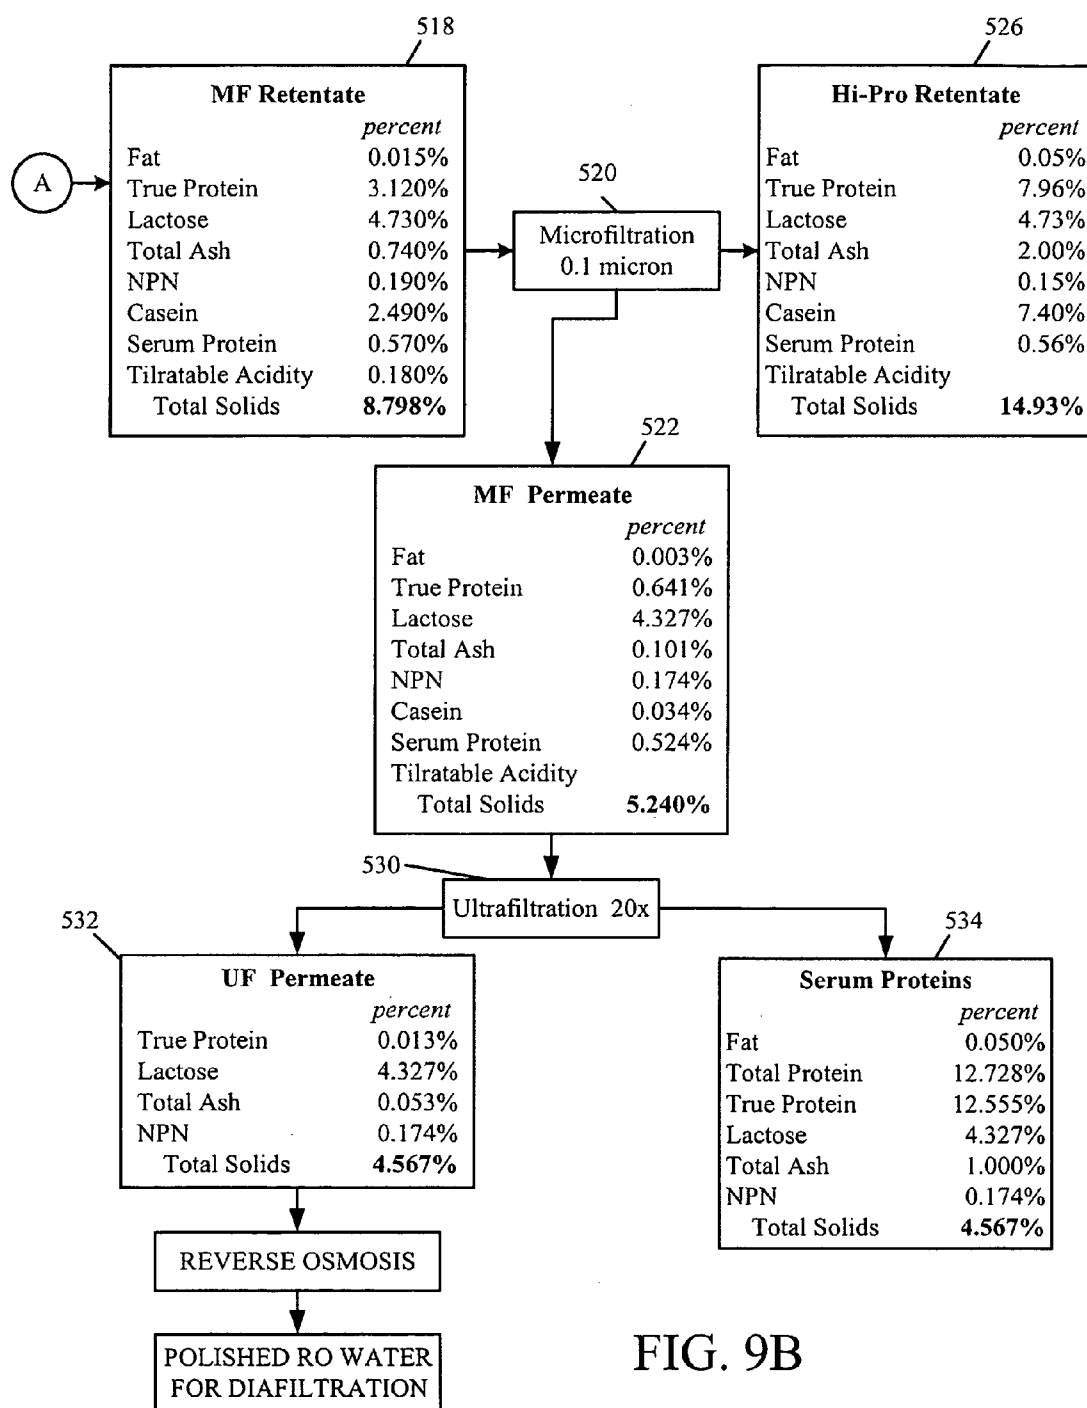 518
MF Retentate
percent
Fat 0.015%
True Protein 3.120%
Lactose 4.730%
Total Ash 0.740%
NPN 0.190%
Casein 2.490%
Serum Protein 0.570%
Tilratable Acidity 0.180%
Total Solids 8.798%
A
520
Microfiltration
0.1 micron
526
Hi-Pro Retentate
percent
Fat 0.05%
True Protein 7.96%
Lactose 4.73%
Total Ash 2.00%
NPN 0.15%
Casein 7.40%
Serum Protein 0.56%
Tilratable Acidity
Total Solids 14.93%
522
MF Permeate
percent
Fat 0.003%
True Protein 0.641%
Lactose 4.327%
Total Ash 0.101%
NPN 0.174%
Casein 0.034%
Serum Protein 0.524%
Tilratable Acidity
Total Solids 5.240%
530
Ultrafiltration 20x
532
UF Permeate
percent
True Protein 0.013%
Lactose 4.327%
Total Ash 0.053%
NPN 0.174%
Total Solids 4.567%
534
Serum Proteins
percent
Fat 0.050%
Total Protein 12.728%
True Protein 12.555%
Lactose 4.327%
Total Ash 1.000%
NPN 0.174%
Total Solids 4.567%
REVERSE OSMOSIS
POLISHED RO WATER
FOR DIAFILTRATION
FIG. 9B